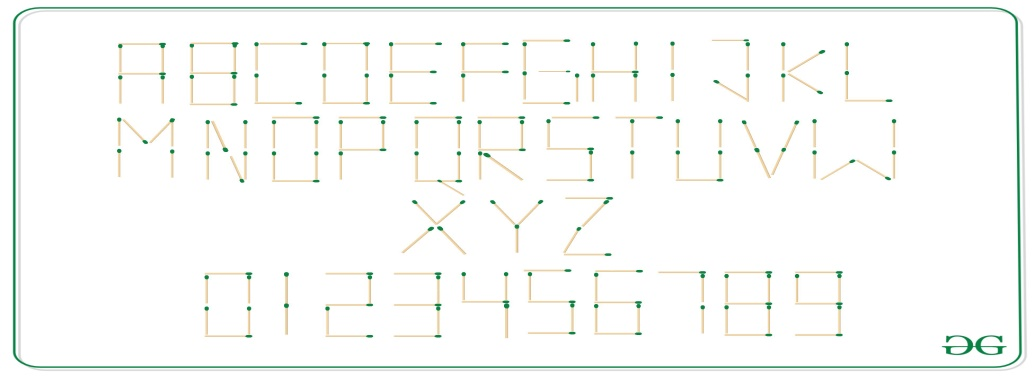 ABCDEFGHIJKL
MNOPQRSTUVW
XYZ
0123456789
GG